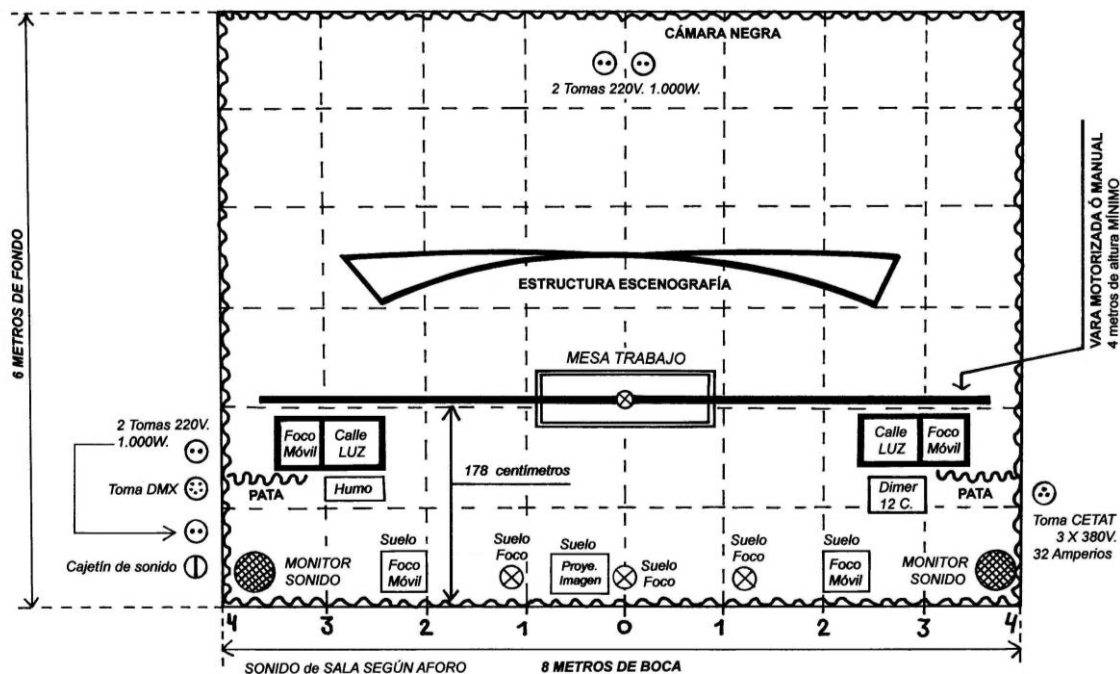 CÁMARA NEGRA
2 Tomas 220V. 1.000W.
6 METROS DE FONDO
VARA MOTORIZADA Ó MANUAL
4 metros de altura MÍNIMO
ESTRUCTURA ESCENOGRAFÍA
MESA TRABAJO
2 Tomas 220V.
1.000W.
Foco
Móvil
Calle
LUZ
Calle
LUZ
Foco
Móvil
178 centímetros
Toma DMX
PATA
Humo
Dimer
12 C.
PATA
Toma CETAT
3 X 380V.
32 Amperios
Cajetín de sonido
MONITOR
SONIDO
Suelo
Foco
Móvil
Suelo
Foco
Suelo
Proye.
Imagen
Suelo
Foco
Suelo
Foco
Suelo
Foco
Móvil
MONITOR
SONIDO
4 3 2 1 0 1 2 3 4
SONIDO de SALA SEGÚN AFORO
8 METROS DE BOCA